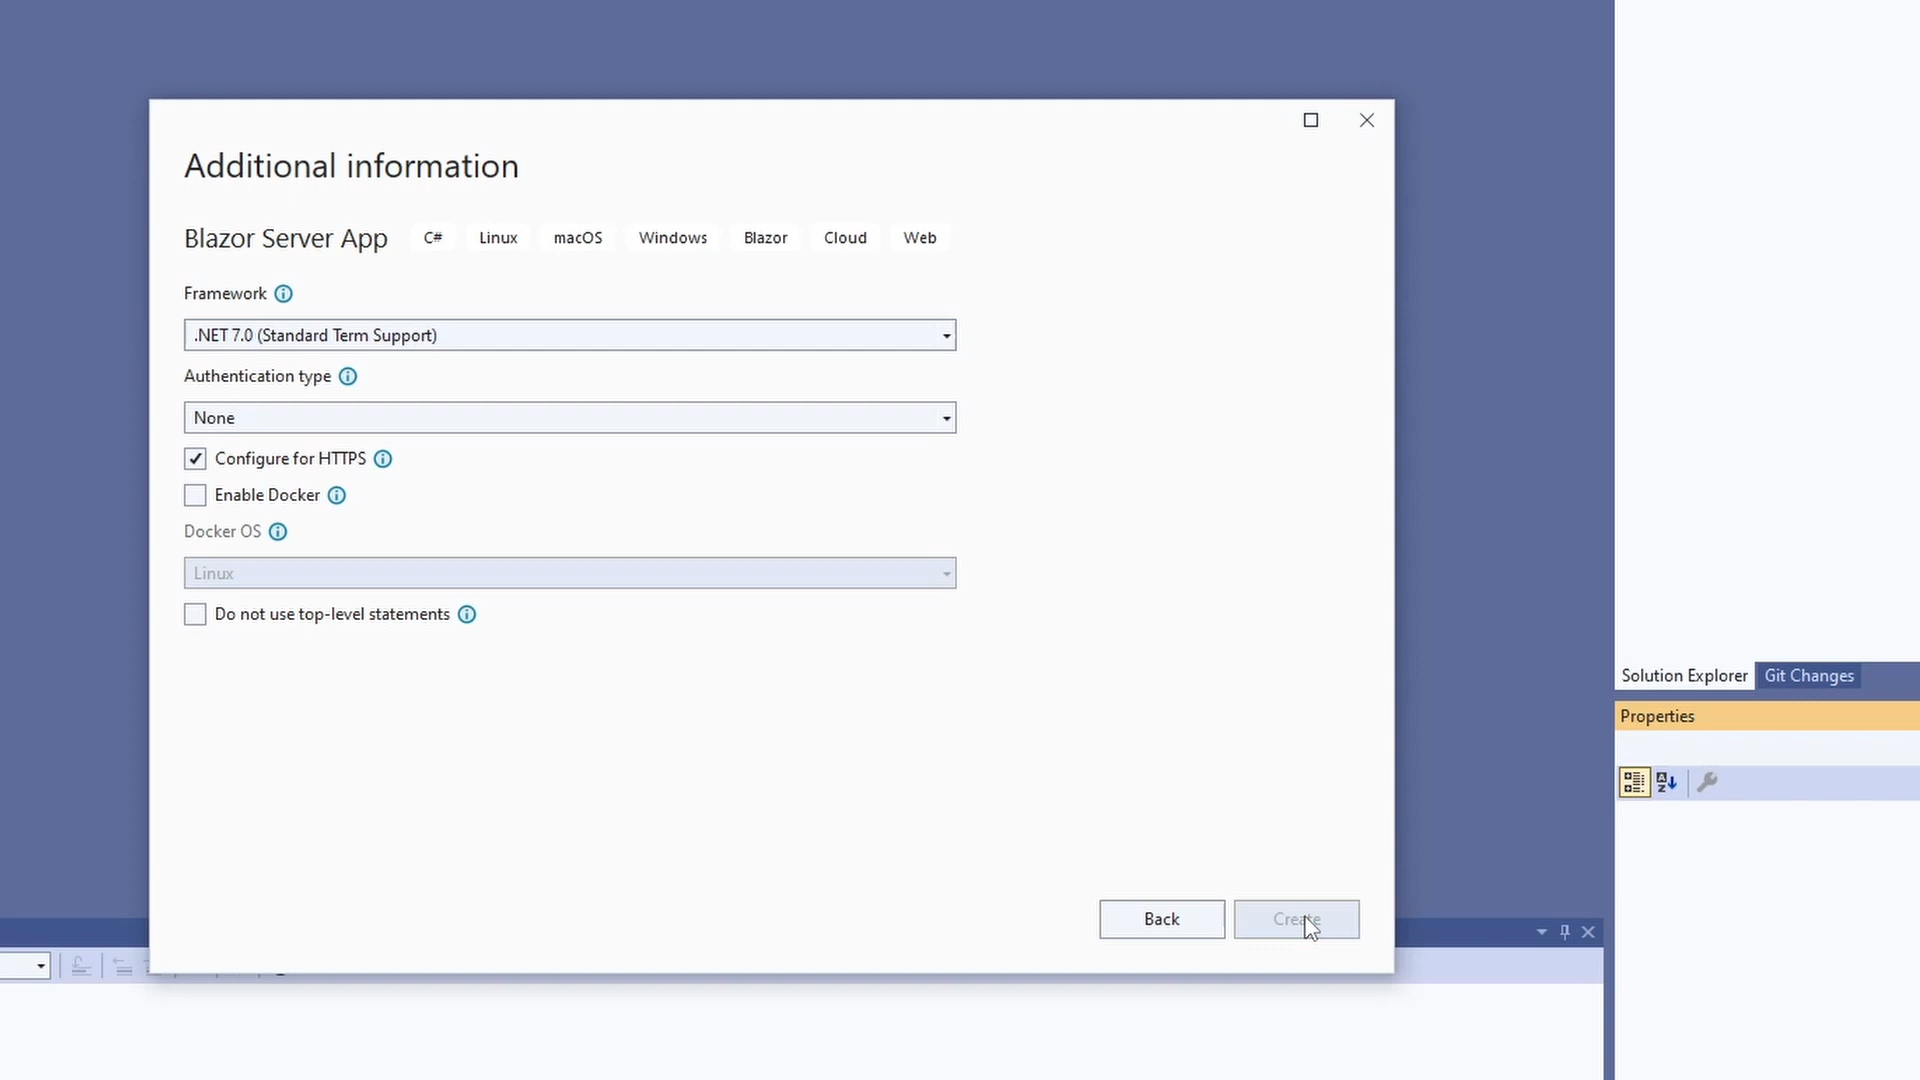 Additional information
Blazor Server App C# Linux macOS Windows Blazor Cloud Web
Framework
.NET 7.0 (Standard Term Support)
Authentication type
None
Configure for HTTPS
Enable Docker
Docker OS
Linux
Do not use top-level statements
Solution Explorer Git Changes
Properties
Back Create